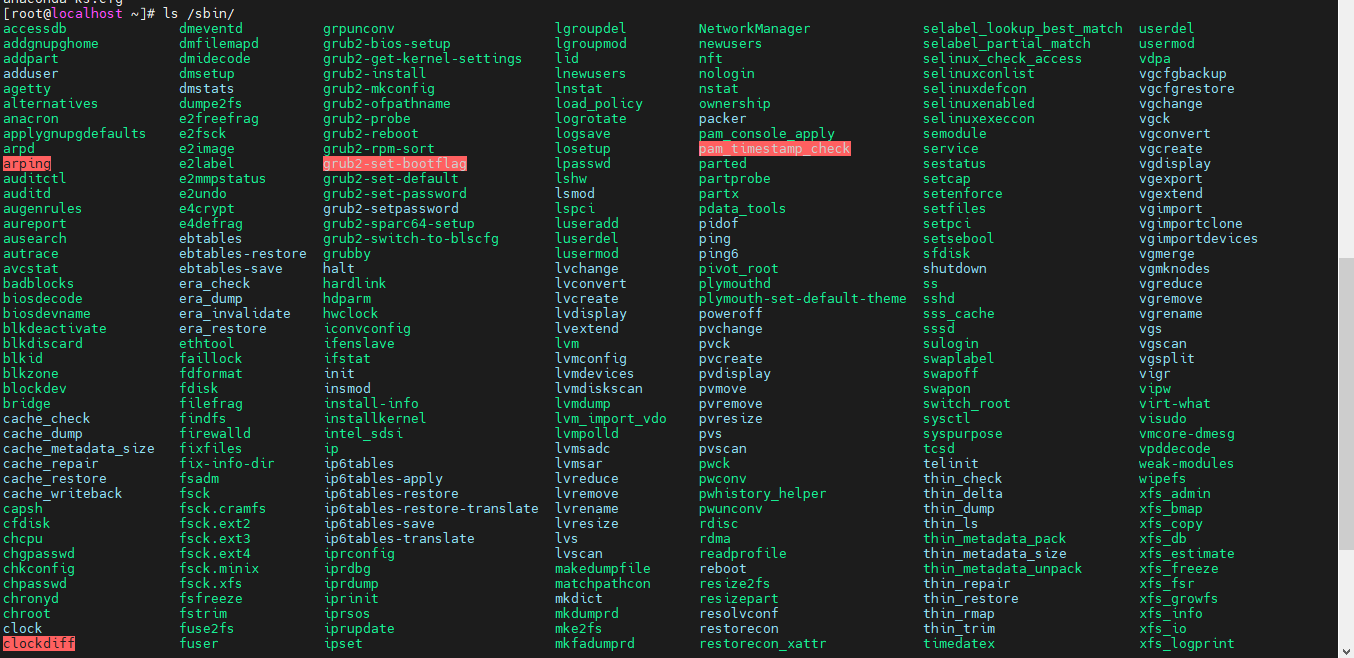 anaconda-ks.cfg
[root@localhost ~]# ls /sbin/
accessdb dmeventd grpunconv lgroupdel NetworkManager selabel_lookup_best_match userdel
addgnupghome dmfilemapd grub2-bios-setup lgroupmod newusers selabel_partial_match usermod
addpart dmidecode grub2-get-kernel-settings lid nft selinux_check_access vdpa
adduser dmsetup grub2-install lnewusers nologin selinuxconlist vgcfgbackup
agetty dmstats grub2-mkconfig lnstat nstat selinuxdefcon vgcfgrestore
alternatives dumpe2fs grub2-ofpathname load_policy ownership selinuxenabled vgchange
anacron e2freefrag grub2-probe logrotate packer selinuxexeccon vgck
applygnupgdefaults e2fsck grub2-reboot logsave pam_console_apply semodule vgconvert
arpd e2image grub2-rpm-sort losetup pam_timestamp_check service vgcreate
arping e2label grub2-set-bootflag lpasswd parted sestatus vgdisplay
auditctl e2mmpstatus grub2-set-default lshw partprobe setcap vgexport
auditd e2undo grub2-set-password lsmod partx setenforce vgextend
augenrules e4crypt grub2-setpassword lspci pdata_tools setfiles vgimport
aureport e4defrag grub2-sparc64-setup luseradd pidof setpci vgimportclone
ausearch ebtables grub2-switch-to-blscfg luserdel ping setsebool vgimportdevices
autrace ebtables-restore grubby lusermod ping6 sfdisk vgmerge
avcstat ebtables-save halt lvchange pivot_root shutdown vgmknodes
badblocks era_check hardlink lvconvert plymouthd ss vgreduce
biosdecode era_dump hdparm lvcreate plymouth-set-default-theme sshd vgremove
biosdevname era_invalidate hwclock lvdisplay poweroff sss_cache vgrename
blkdeactivate era_restore iconvconfig lvextend pvchange sssd vgs
blkdiscard ethtool ifenslave lvm pvck sulogin vgscan
blkid faillock ifstat lvmconfig pvcreate swaplabel vgsplit
blkzone fdformat init lvmdevices pvdisplay swapoff vigr
blockdev fdisk insmod lvmdiskscan pvmove swapon vipw
bridge filefrag install-info lvmdump pvremove switch_root virt-what
cache_check findfs installkernel lvm_import_vdo pvresize sysctl visudo
cache_dump firewalld intel_sdsi lvmpolld pvs syspurpose vmcore-dmesg
cache_metadata_size fixfiles ip lvmsadc pvscan tcsd vpddecode
cache_repair fix-info-dir ip6tables lvmsar pwck telinit weak-modules
cache_restore fsadm ip6tables-apply lvreduce pwconv thin_check wipefs
cache_writeback fsck ip6tables-restore lvremove pwhistory_helper thin_delta xfs_admin
capsh fsck.cramfs ip6tables-restore-translate lvrename pwunconv thin_dump xfs_bmap
cfdisk fsck.ext2 ip6tables-save lvresize rdisc thin_ls xfs_copy
chcpu fsck.ext3 ip6tables-translate lvs rdma thin_metadata_pack xfs_db
chgpasswd fsck.ext4 iprconfig lvscan readprofile thin_metadata_size xfs_estimate
chkconfig fsck.minix iprdbg makedumpfile reboot thin_metadata_unpack xfs_freeze
chpasswd fsck.xfs iprdump matchpathcon resize2fs thin_repair xfs_fsr
chronyd fsfreeze iprinit mkdict resizepart thin_restore xfs_growfs
chroot fstrim iprsos mkdumprd resolvconf thin_rmap xfs_info
clock fuse2fs iprupdate mke2fs restorecon thin_trim xfs_io
clockdiff fuser ipset mkfadumprd restorecon_xattr timedatex xfs_logprint